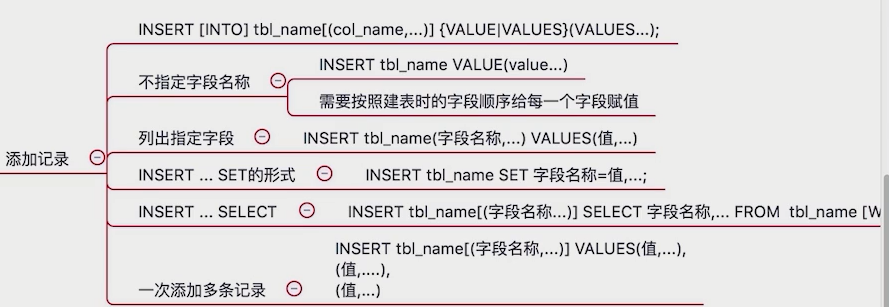 INSERT [INTO] tbl_name[(col_name,...)] {VALUE|VALUES}(VALUES...);
不指定字段名称
INSERT tbl_name VALUE(value...)
需要按照建表时的字段顺序给每一个字段赋值
列出指定字段
INSERT tbl_name(字段名称,...) VALUES(值,...)
添加记录
INSERT ... SET的形式
INSERT tbl_name SET 字段名称=值,...;
INSERT ... SELECT
INSERT tbl_name[(字段名称...)] SELECT 字段名称,... FROM tbl_name [W
一次添加多条记录
INSERT tbl_name[(字段名称,...)] VALUES(值,...),
(值,....),
(值,...)